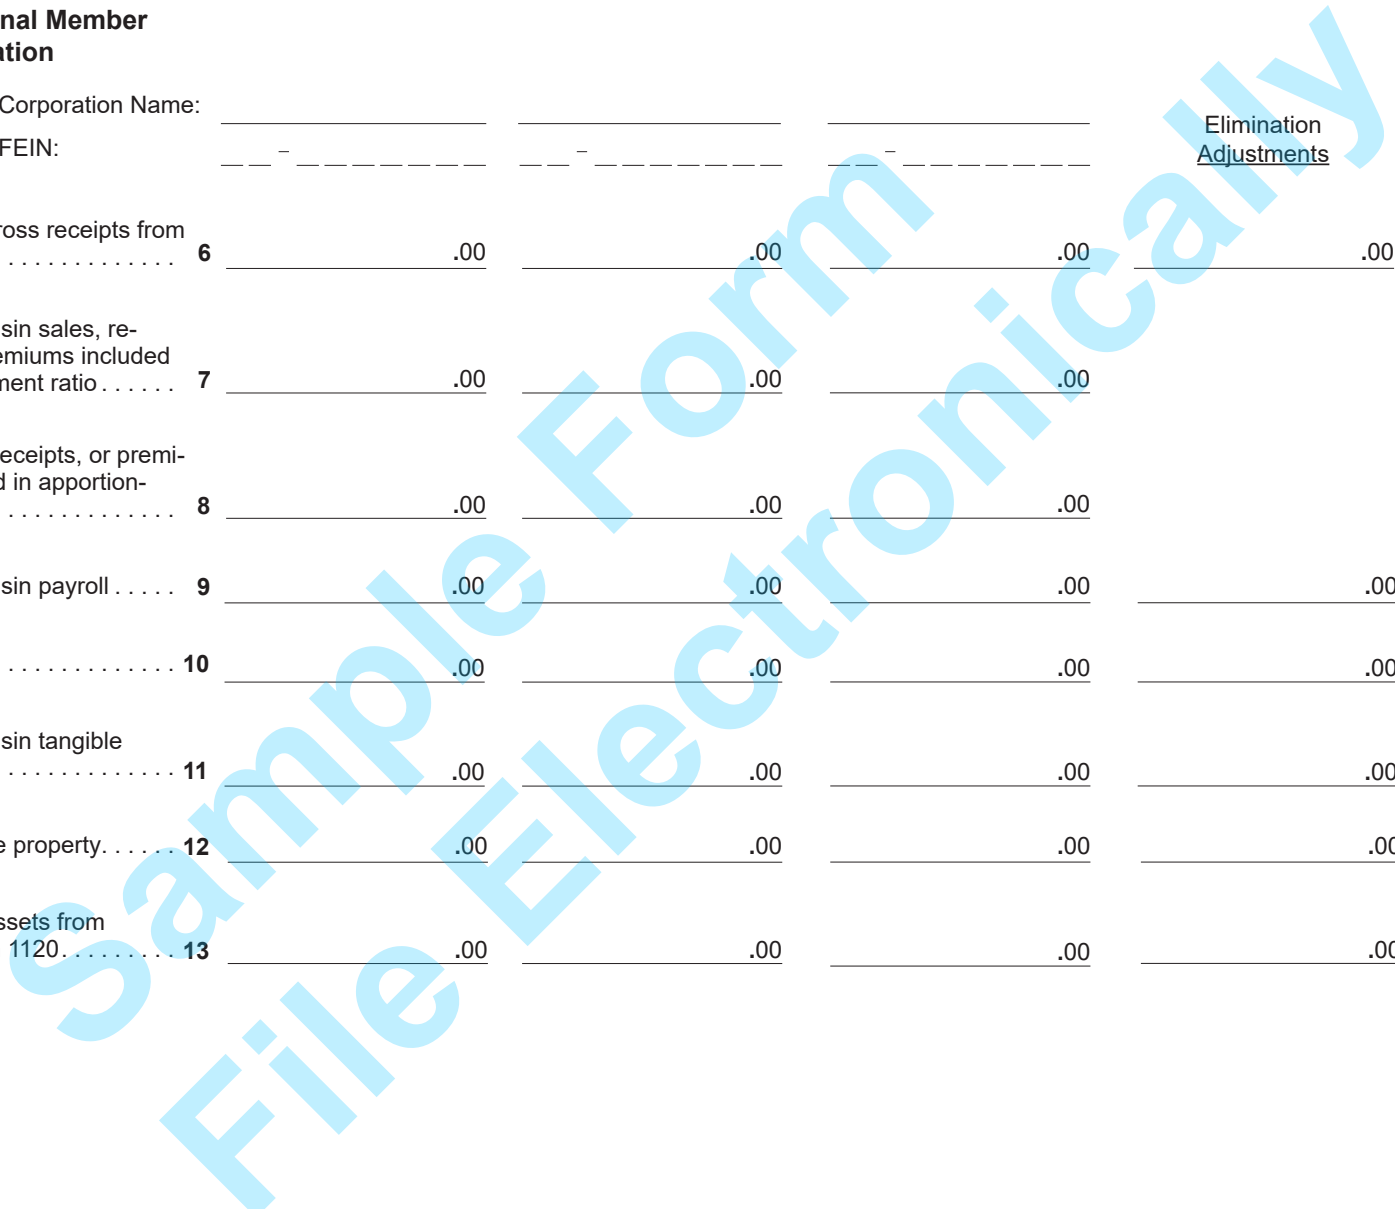 nal Member
ation
Corporation Name:
FEIN:
Elimination
Adjustments
ross receipts from
. . . . . . . . . . . . . . 6 .00 .00 .00 .00
sin sales, re-
emiums included
ment ratio . . . . . . 7 .00 .00 .00
eceipts, or premi-
d in apportion-
. . . . . . . . . . . . . . 8 .00 .00 .00
sin payroll . . . . . 9 .00 .00 .00 .00
. . . . . . . . . . . . . . 10 .00 .00 .00 .00
sin tangible
. . . . . . . . . . . . . . 11 .00 .00 .00 .00
e property. . . . . . 12 .00 .00 .00 .00
ssets from
1120. . . . . . . . . 13 .00 .00 .00 .00
Sample Form
File Electronically